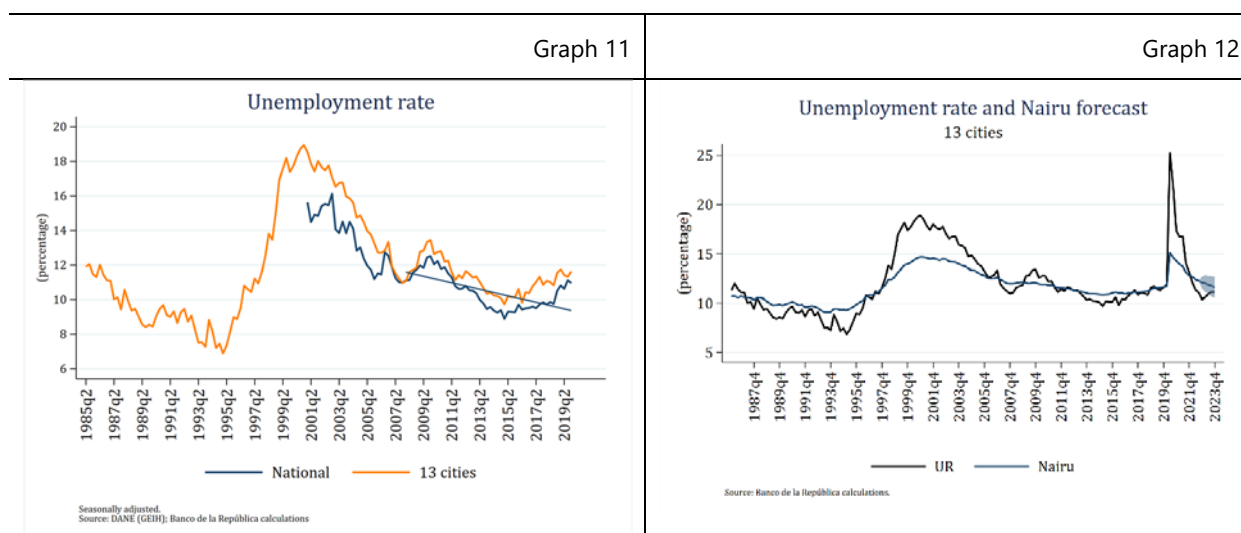 Graph 11
Unemployment rate
(percentage)
20
18
16
14
12
10
8
6
1985q2
1987q2
1989q2
1991q2
1993q2
1995q2
1997q2
1999q2
2001q2
2003q2
2005q2
2007q2
2009q2
2011q2
2013q2
2015q2
2017q2
2019q2
National
13 cities
Seasonally adjusted.
Source: DANE (GEIH); Banco de la República calculations
Graph 12
Unemployment rate and Nairu forecast
13 cities
(percentage)
25
20
15
10
5
1987q4
1989q4
1991q4
1993q4
1995q4
1997q4
1999q4
2001q4
2003q4
2005q4
2007q4
2009q4
2011q4
2013q4
2015q4
2017q4
2019q4
2021q4
2023q4
UR
Nairu
Source: Banco de la República calculations.